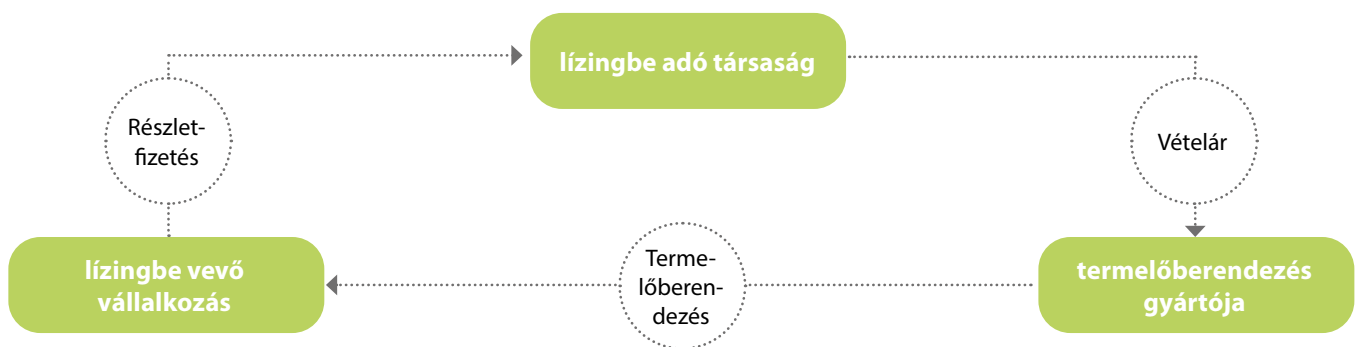 lízingbe adó társaság
Részlet-
fizetés
Vételár
lízingbe vevő
vállalkozás
Terme-
lőberen-
dezés
termelőberendezés
gyártója